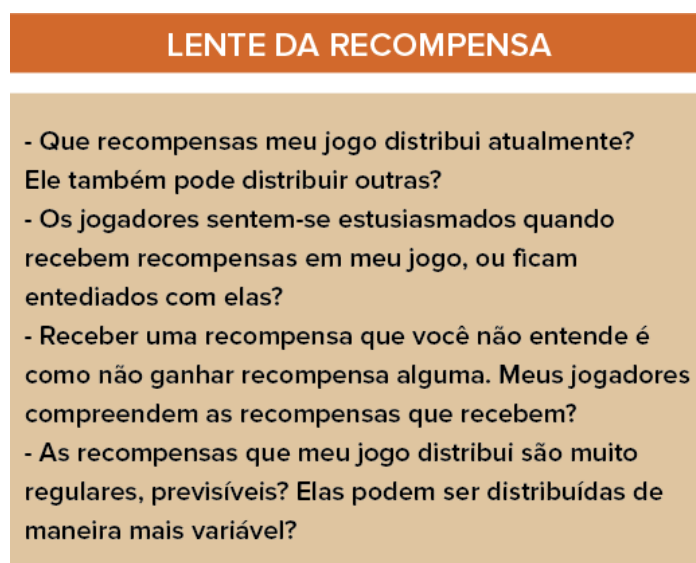 LENTE DA RECOMPENSA
- Que recompensas meu jogo distribui atualmente?
Ele também pode distribuir outras?
- Os jogadores sentem-se estusiasmados quando
recebem recompensas em meu jogo, ou ficam
entediados com elas?
- Receber uma recompensa que você não entende é
como não ganhar recompensa alguma. Meus jogadores
compreendem as recompensas que recebem?
- As recompensas que meu jogo distribui são muito
regulares, previsíveis? Elas podem ser distribuídas de
maneira mais variável?